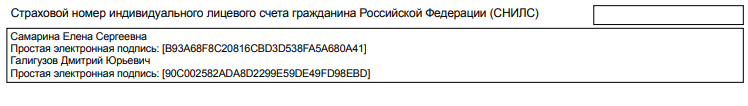 Страховой номер индивидуального лицевого счета гражданина Российской Федерации (СНИЛС)
Самарина Елена Сергеевна
Простая электронная подпись: [B93A68F8C20816CBD3D538FA5A680A41]
Галигузов Дмитрий Юрьевич
Простая электронная подпись: [90C002582ADA8D2299E59DE49FD98EBD]